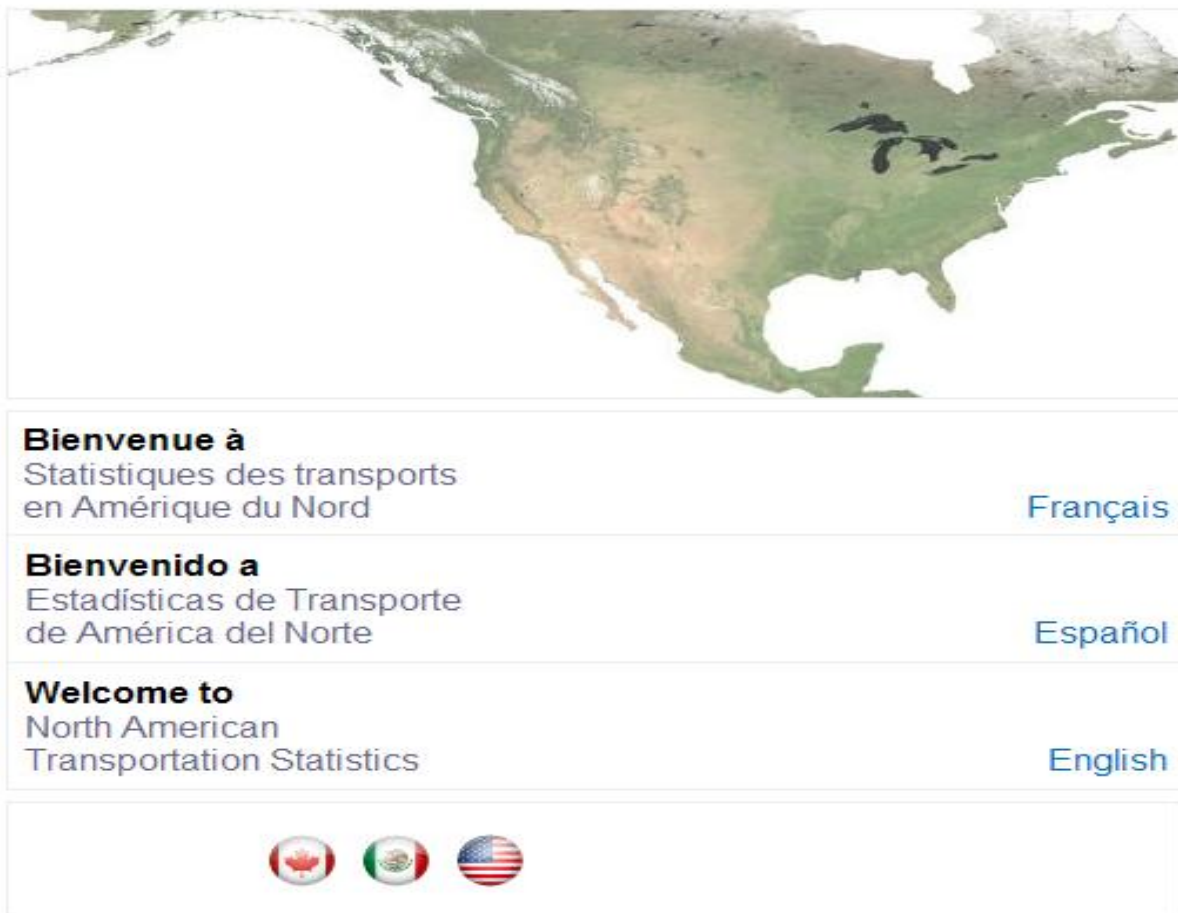 Bienvenue à
Statistiques des transports
en Amérique du Nord
Français
Bienvenido a
Estadísticas de Transporte
de América del Norte
Español
Welcome to
North American
Transportation Statistics
English